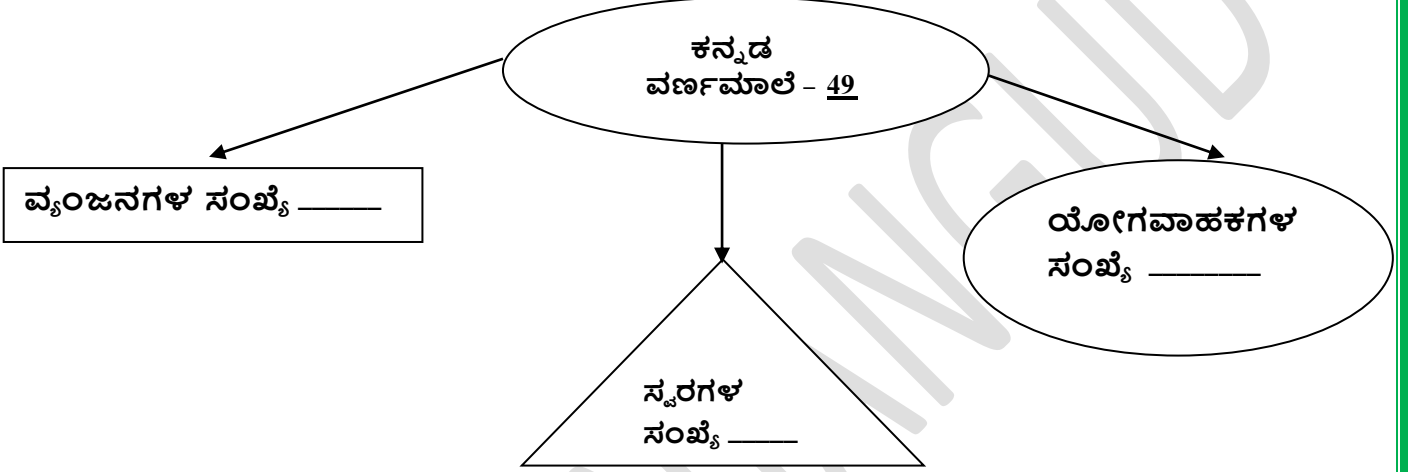 ಕನ್ನಡ
ವರ್ಣಮಾಲೆ – 49
ವ್ಯಂಜನಗಳ ಸಂಖ್ಯೆ ______
ಯೋಗವಾಹಕಗಳ
ಸಂಖ್ಯೆ ________
ಸ್ವರಗಳ
ಸಂಖ್ಯೆ _____